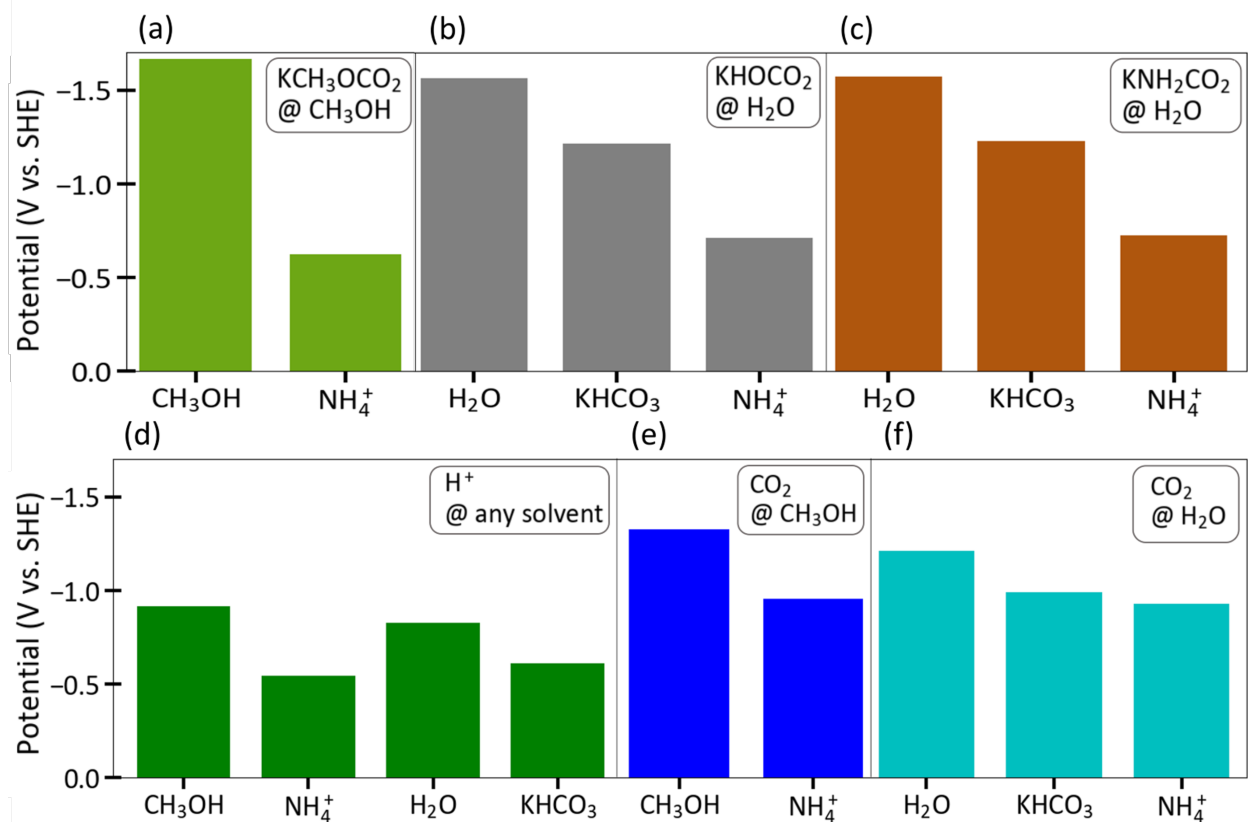 (a) (b) (c)
Potential (V vs. SHE)
−1.5
−1.0
−0.5
0.0
KCH₃OCO₂
@ CH₃OH
KHOCO₂
@ H₂O
KNH₂CO₂
@ H₂O
CH₃OH NH₄⁺ H₂O KHCO₃ NH₄⁺ H₂O KHCO₃ NH₄⁺
(d) (e) (f)
Potential (V vs. SHE)
−1.5
−1.0
−0.5
0.0
H⁺
@ any solvent
CO₂
@ CH₃OH
CO₂
@ H₂O
CH₃OH NH₄⁺ H₂O KHCO₃ CH₃OH NH₄⁺ H₂O KHCO₃ NH₄⁺